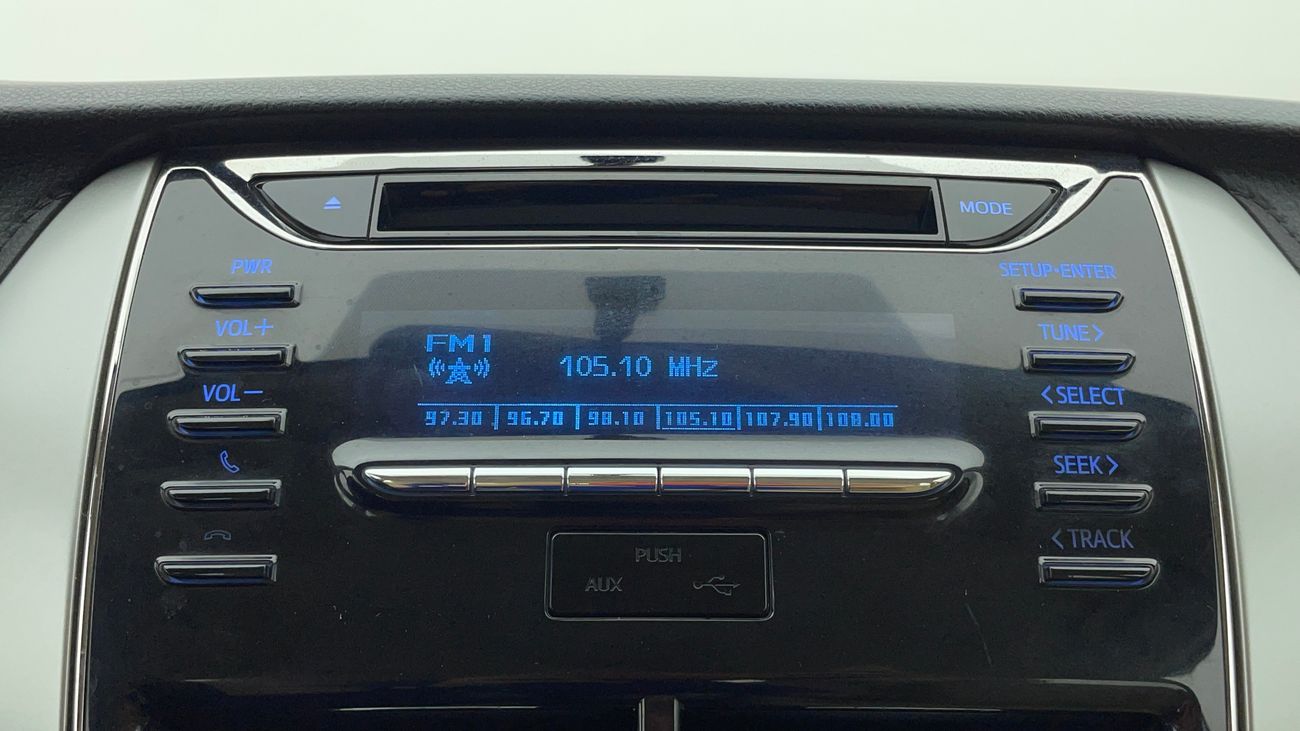 MODE
PWR
SETUP•ENTER
VOL+
TUNE>
FM1
105.10 MHz
VOL-
<SELECT
97.30 96.70 98.10 105.10 107.90 108.00
SEEK>
<TRACK
PUSH
AUX